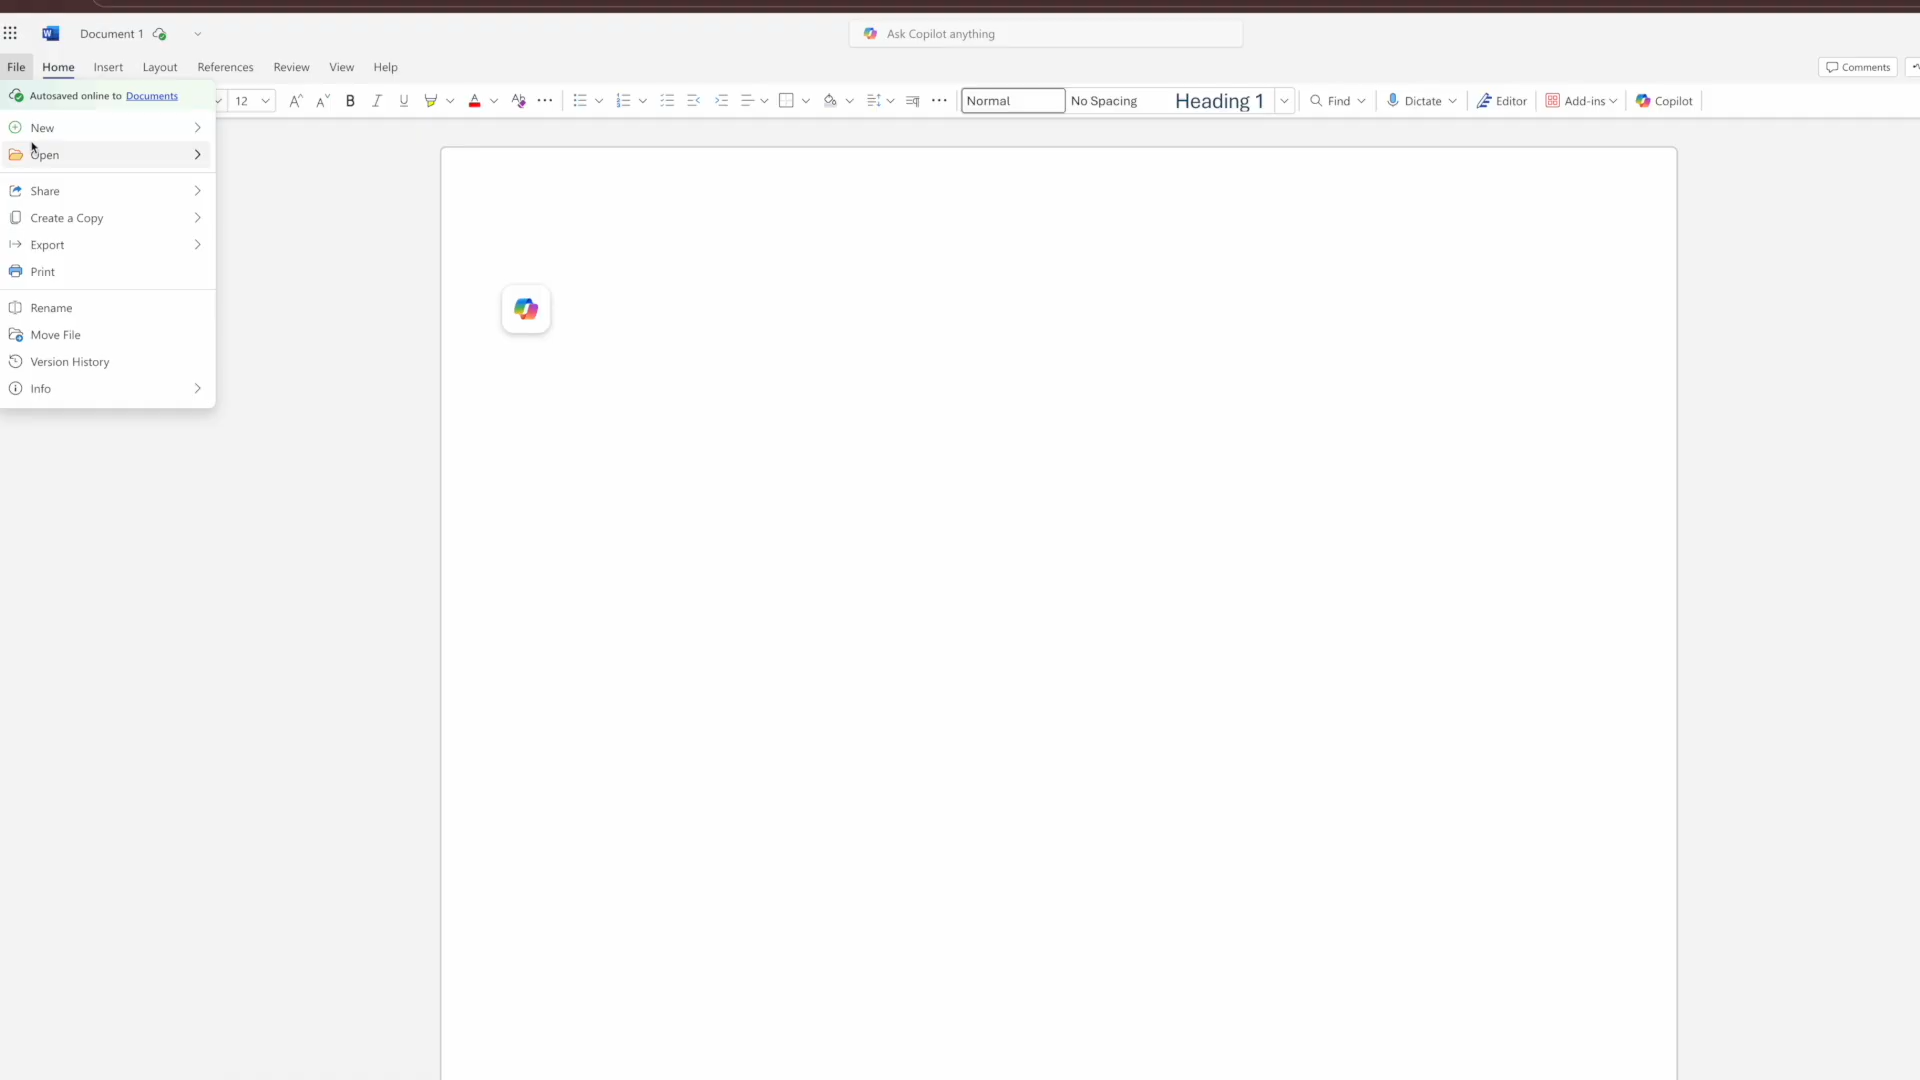 Document 1
Ask Copilot anything
File Home Insert Layout References Review View Help
Comments
Autosaved online to Documents
12
B I U
Normal
No Spacing
Heading 1
Find
Dictate
Editor
Add-ins
Copilot
New
Open
Share
Create a Copy
Export
Print
Rename
Move File
Version History
Info